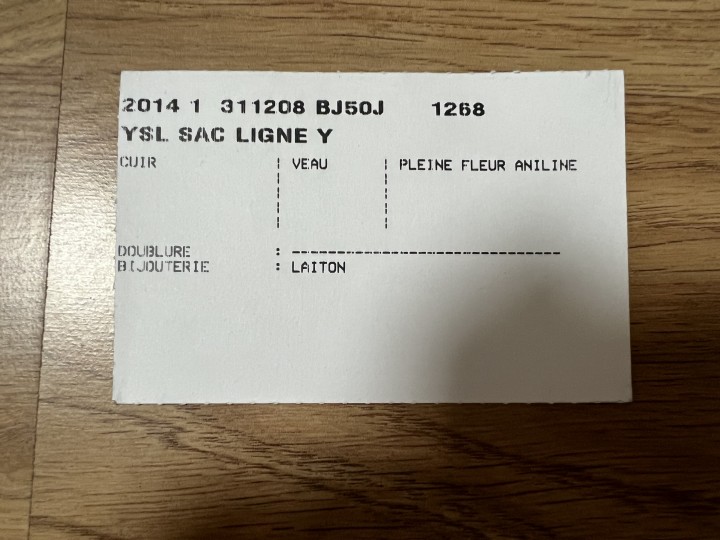 2014 1 311208 BJ50J 1268
YSL SAC LIGNE Y
CUIR ¦ VEAU ¦ PLEINE FLEUR ANILINE
DOUBLURE : ------------------------------
BIJOUTERIE : LAITON